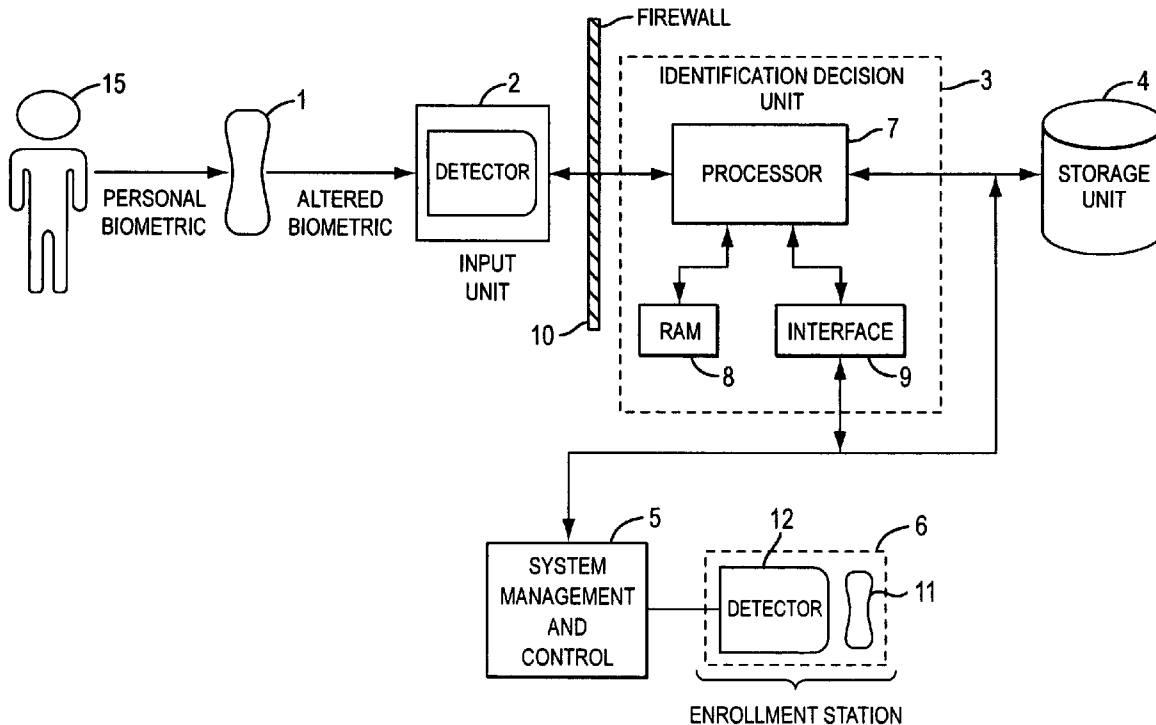 FIREWALL
15
1
2
IDENTIFICATION DECISION
UNIT
3
4
7
DETECTOR
PROCESSOR
STORAGE
UNIT
PERSONAL
BIOMETRIC
ALTERED
BIOMETRIC
INPUT
UNIT
10
RAM
8
INTERFACE
9
5
SYSTEM
MANAGEMENT
AND
CONTROL
12
6
DETECTOR
11
ENROLLMENT STATION